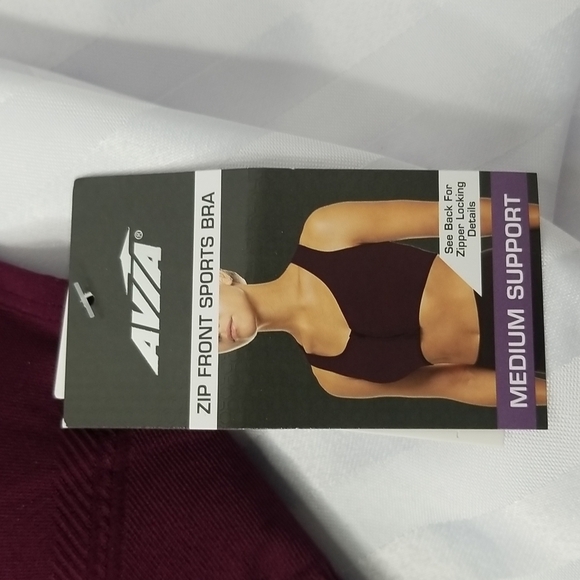 AVIA®
ZIP FRONT SPORTS BRA
See Back For
Zipper Locking
Details
MEDIUM SUPPORT